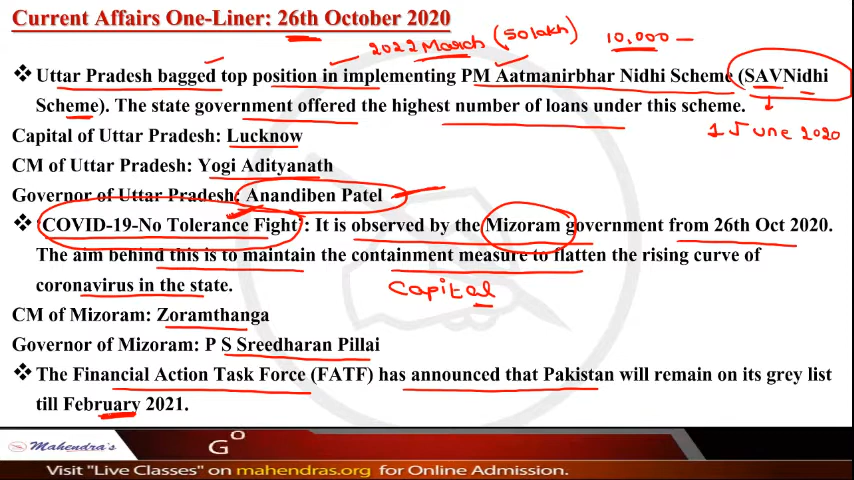 Current Affairs One-Liner: 26th October 2020
2022 March (50 lakh) 10,000 –
❖ Uttar Pradesh bagged top position in implementing PM Aatmanirbhar Nidhi Scheme (SAVNidhi
Scheme). The state government offered the highest number of loans under this scheme.
1 June 2020
Capital of Uttar Pradesh: Lucknow
CM of Uttar Pradesh: Yogi Adityanath
Governor of Uttar Pradesh: Anandiben Patel
❖ 'COVID-19-No Tolerance Fight': It is observed by the Mizoram government from 26th Oct 2020.
The aim behind this is to maintain the containment measure to flatten the rising curve of
coronavirus in the state.
Capital
CM of Mizoram: Zoramthanga
Governor of Mizoram: P S Sreedharan Pillai
❖ The Financial Action Task Force (FATF) has announced that Pakistan will remain on its grey list
till February 2021.
Mahendra's
Go
Visit "Live Classes" on mahendras.org for Online Admission.